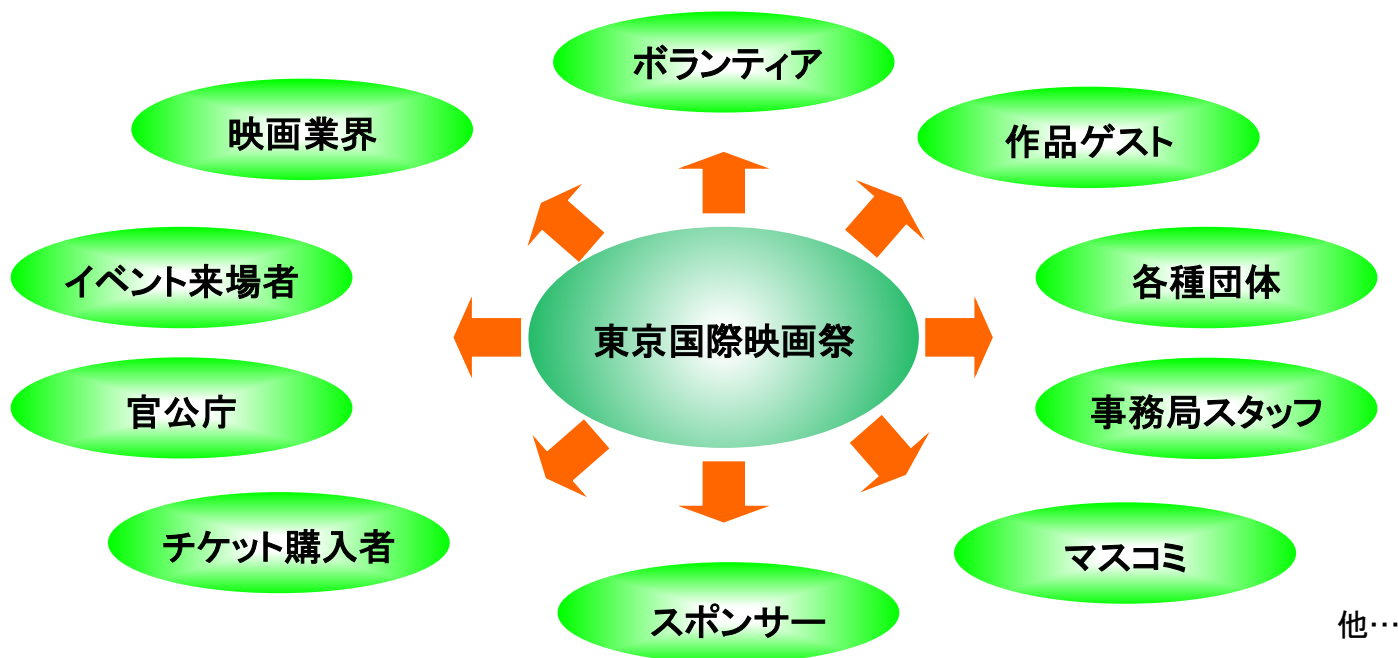 ボランティア
映画業界
作品ゲスト
イベント来場者
各種団体
東京国際映画祭
官公庁
事務局スタッフ
チケット購入者
マスコミ
スポンサー
他…